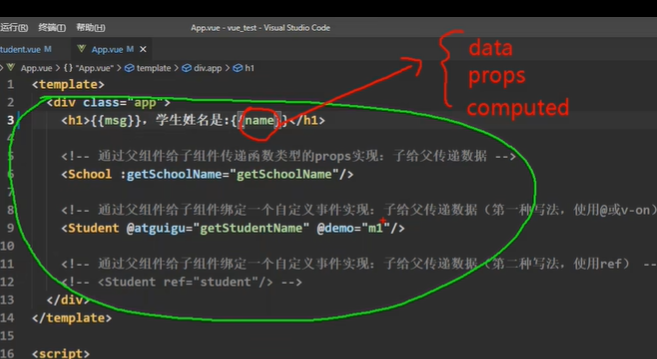 运行(R) 终端(T) 帮助(H) App.vue - vue_test - Visual Studio Code
tudent.vue M App.vue M ×
App.vue > {} "App.vue" > template > div.app > h1
data
props
computed
1 <template>
2 <div class="app">
3 <h1>{{msg}}，学生姓名是:{{name}}</h1>
4
5 <!-- 通过父组件给子组件传递函数类型的props实现：子给父传递数据 -->
6 <School :getSchoolName="getSchoolName"/>
7
8 <!-- 通过父组件给子组件绑定一个自定义事件实现：子给父传递数据（第一种写法，使用@或v-on）
9 <Student @atguigu="getStudentName" @demo="m1"/>
10
11 <!-- 通过父组件给子组件绑定一个自定义事件实现：子给父传递数据（第二种写法，使用ref） --
12 <!-- <Student ref="student"/> -->
13 </div>
14 </template>
15
16 <script>